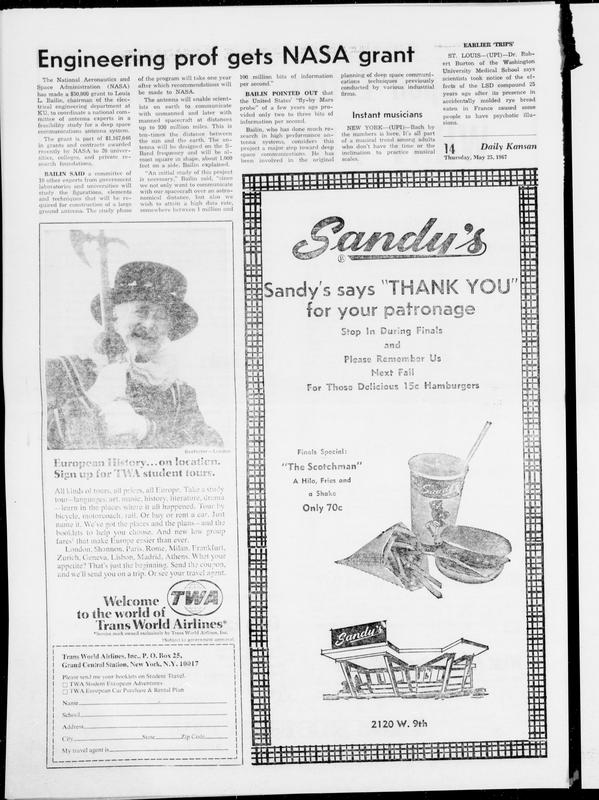 Engineering prof gets NASA grant
The National Aeronautics and
Space Administration (NASA)
has made a $50,000 grant to Louis
L. Bailin, chairman of the elec-
trical engineering department at
KU, to coordinate a national com-
mittee of antenna experts in a
feasibility study for a deep space
communications antenna system.
The grant is part of $1,167,646
in grants and contracts awarded
recently by NASA to 20 univer-
sities, colleges, and private re-
search foundations.
BAILIN SAID a committee of
10 other experts from government
laboratories and universities will
study the figurations, elements
and techniques that will be re-
quired for construction of a large
ground antenna. The study phase
of the program will take one year
after which recommendations will
be made to NASA.
The antenna will enable scient-
ists on earth to communicate
with unmanned and later with
manned spacecraft at distances
up to 930 million miles. This is
ten-times the distance between
the sun and the earth. The an-
tenna will be designed on the S-
Band frequency and will be al-
most square in shape, about 1,000
feet on a side, Bailin explained.
"An initial study of this project
is necessary," Bailin said, "since
we not only want to communicate
with our spacecraft over an astro-
nomical distance, but also we
wish to attain a high data rate,
somewhere between 1 million and
100 million bits of information
per second."
BAILIN POINTED OUT that
the United States' "fly-by Mars
probe" of a few years ago pro-
vided only two to three bits of
information per second.
Bailin, who has done much re-
search in high performance an-
tenna systems, considers this
project a major step toward deep
space communications. He has
been involved in the original
planning of deep space communi-
cations techniques previously
conducted by various industrial
firms.
Instant musicians
NEW YORK—(UPI)—Bach by
the numbers is here. It's all part
of a musical trend among adults
who don't have the time or the
inclination to practice musical
scales.
EARLIER 'TRIPS'
ST. LOUIS—(UPI)—Dr. Rob-
ert Burton of the Washington
University Medical School says
scientists took notice of the ef-
fects of the LSD compound 25
years ago after its presence in
accidentally molded rye bread
eaten in France caused some
people to have psychotic illu-
sions.
14 Daily Kansan
Thursday, May 25, 1967
Beefeater—London
European History...on location.
Sign up for TWA student tours.
All kinds of tours, all prices, all Europe. Take a study
tour—languages, art, music, history, literature, drama
—learn in the places where it all happened. Tour by
bicycle, motorcoach, rail. Or buy or rent a car. Just
name it. We've got the places and the plans—and the
booklets to help you choose. And new low group
fares* that make Europe easier than ever.
London, Shannon, Paris, Rome, Milan, Frankfurt,
Zurich, Geneva, Lisbon, Madrid, Athens. What your
appetite? That's just the beginning. Send the coupon,
and we'll send you on a trip. Or see your travel agent.
Welcome
to the world of
Trans World Airlines*
TWA
*Service mark owned exclusively by Trans World Airlines, Inc.
*Subject to government approval
Trans World Airlines, Inc., P. O. Box 25,
Grand Central Station, New York, N.Y. 10017
Please send me your booklets on Student Travel.
☐ TWA Student European Adventures
☐ TWA European Car Purchase & Rental Plan
Name
School
Address
City State Zip Code
My travel agent is
Sandy's
®
Sandy's says "THANK YOU"
for your patronage
Stop In During Finals
and
Please Remember Us
Next Fall
For Those Delicious 15c Hamburgers
Finals Special:
"The Scotchman"
A Hilo, Fries and
a Shake
Only 70c
Sandy's
Sandy's
2120 W. 9th